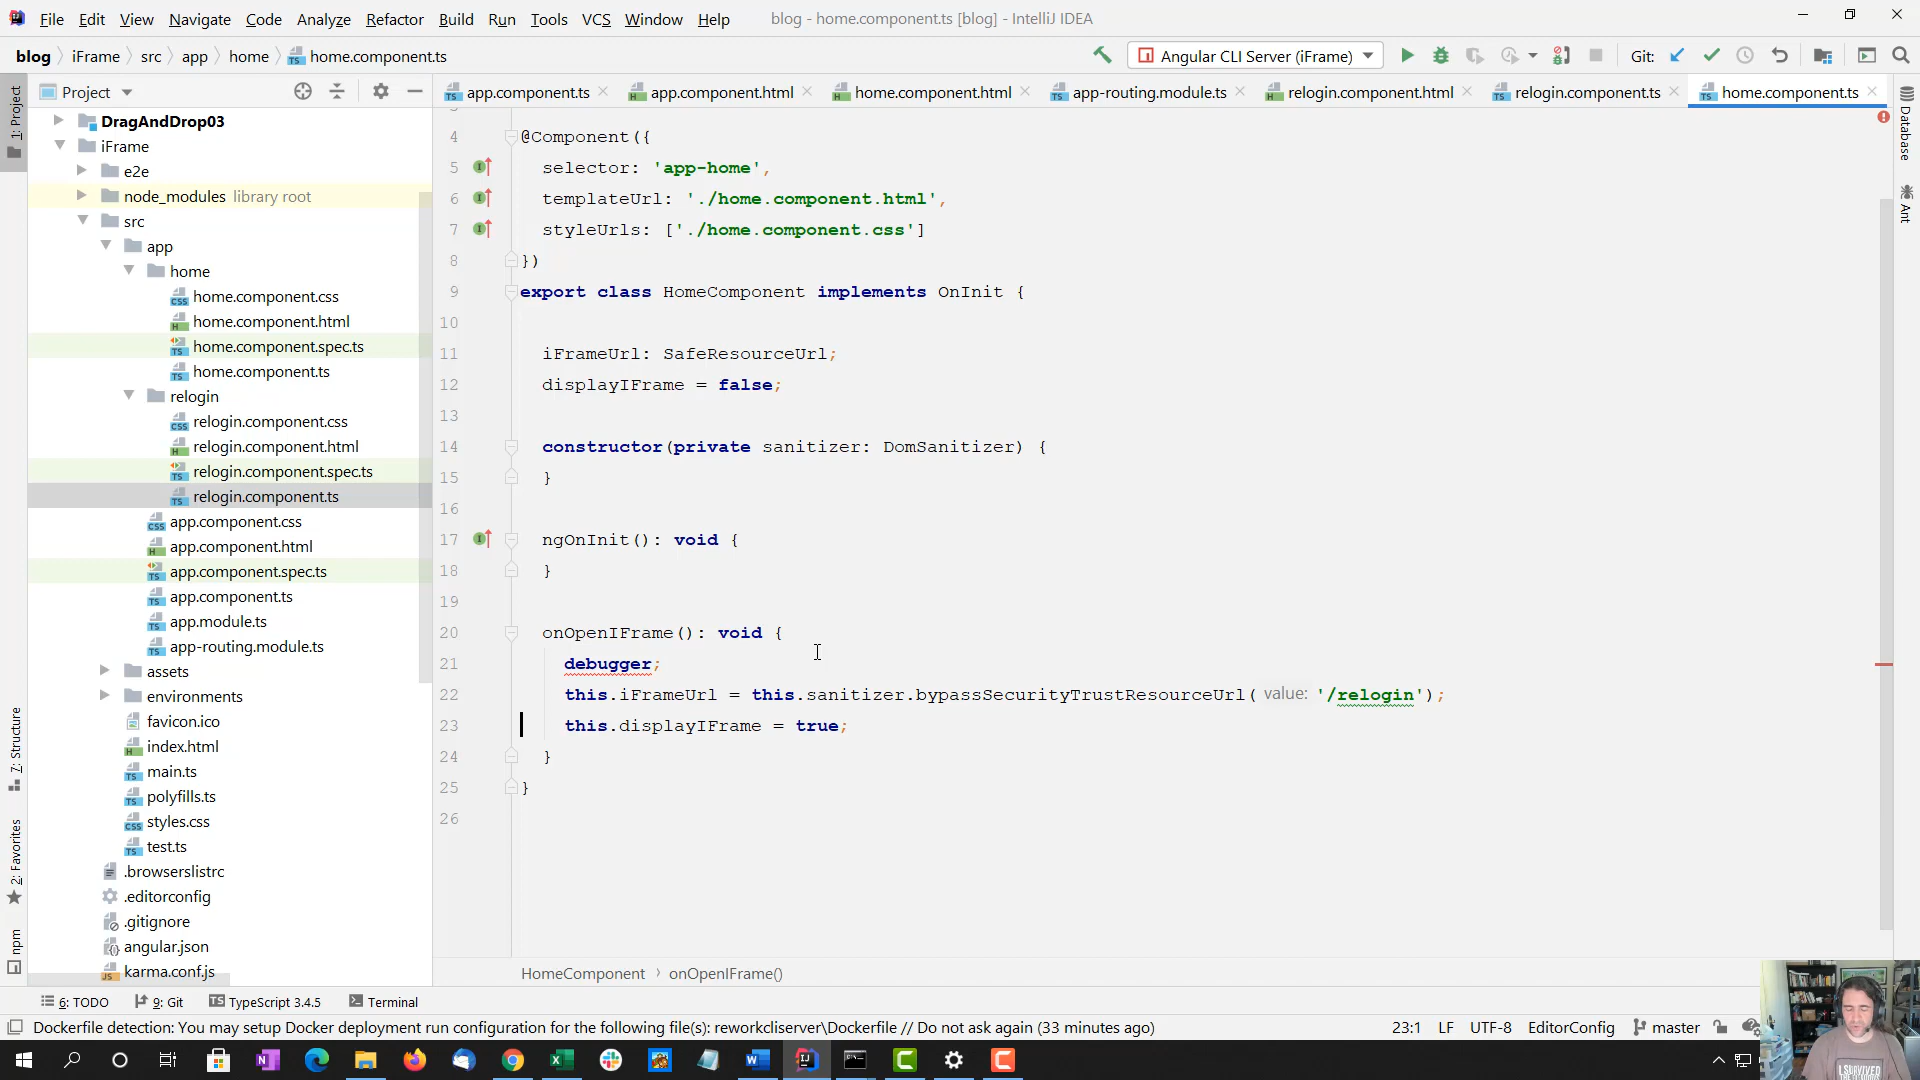 File Edit View Navigate Code Analyze Refactor Build Run Tools VCS Window Help blog - home.component.ts [blog] - IntelliJ IDEA
blog iFrame src app home home.component.ts Angular CLI Server (iFrame) Git:
Project app.component.ts app.component.html home.component.html app-routing.module.ts relogin.component.html relogin.component.ts home.component.ts
1: Project
7: Structure
2: Favorites
npm
Database
Ant
DragAndDrop03
iFrame
e2e
node_modules library root
src
app
home
home.component.css
home.component.html
home.component.spec.ts
home.component.ts
relogin
relogin.component.css
relogin.component.html
relogin.component.spec.ts
relogin.component.ts
app.component.css
app.component.html
app.component.spec.ts
app.component.ts
app.module.ts
app-routing.module.ts
assets
environments
favicon.ico
index.html
main.ts
polyfills.ts
styles.css
test.ts
.browserslistrc
.editorconfig
.gitignore
angular.json
karma.conf.js
4 @Component({
5 selector: 'app-home',
6 templateUrl: './home.component.html',
7 styleUrls: ['./home.component.css']
8 })
9 export class HomeComponent implements OnInit {
10
11 iFrameUrl: SafeResourceUrl;
12 displayIFrame = false;
13
14 constructor(private sanitizer: DomSanitizer) {
15 }
16
17 ngOnInit(): void {
18 }
19
20 onOpenIFrame(): void {
21 debugger;
22 this.iFrameUrl = this.sanitizer.bypassSecurityTrustResourceUrl( value: '/relogin');
23 this.displayIFrame = true;
24 }
25 }
26
HomeComponent › onOpenIFrame()
6: TODO 9: Git TypeScript 3.4.5 Terminal
Dockerfile detection: You may setup Docker deployment run configuration for the following file(s): reworkcliserver\Dockerfile // Do not ask again (33 minutes ago) 23:1 LF UTF-8 EditorConfig master
I SURVIVED